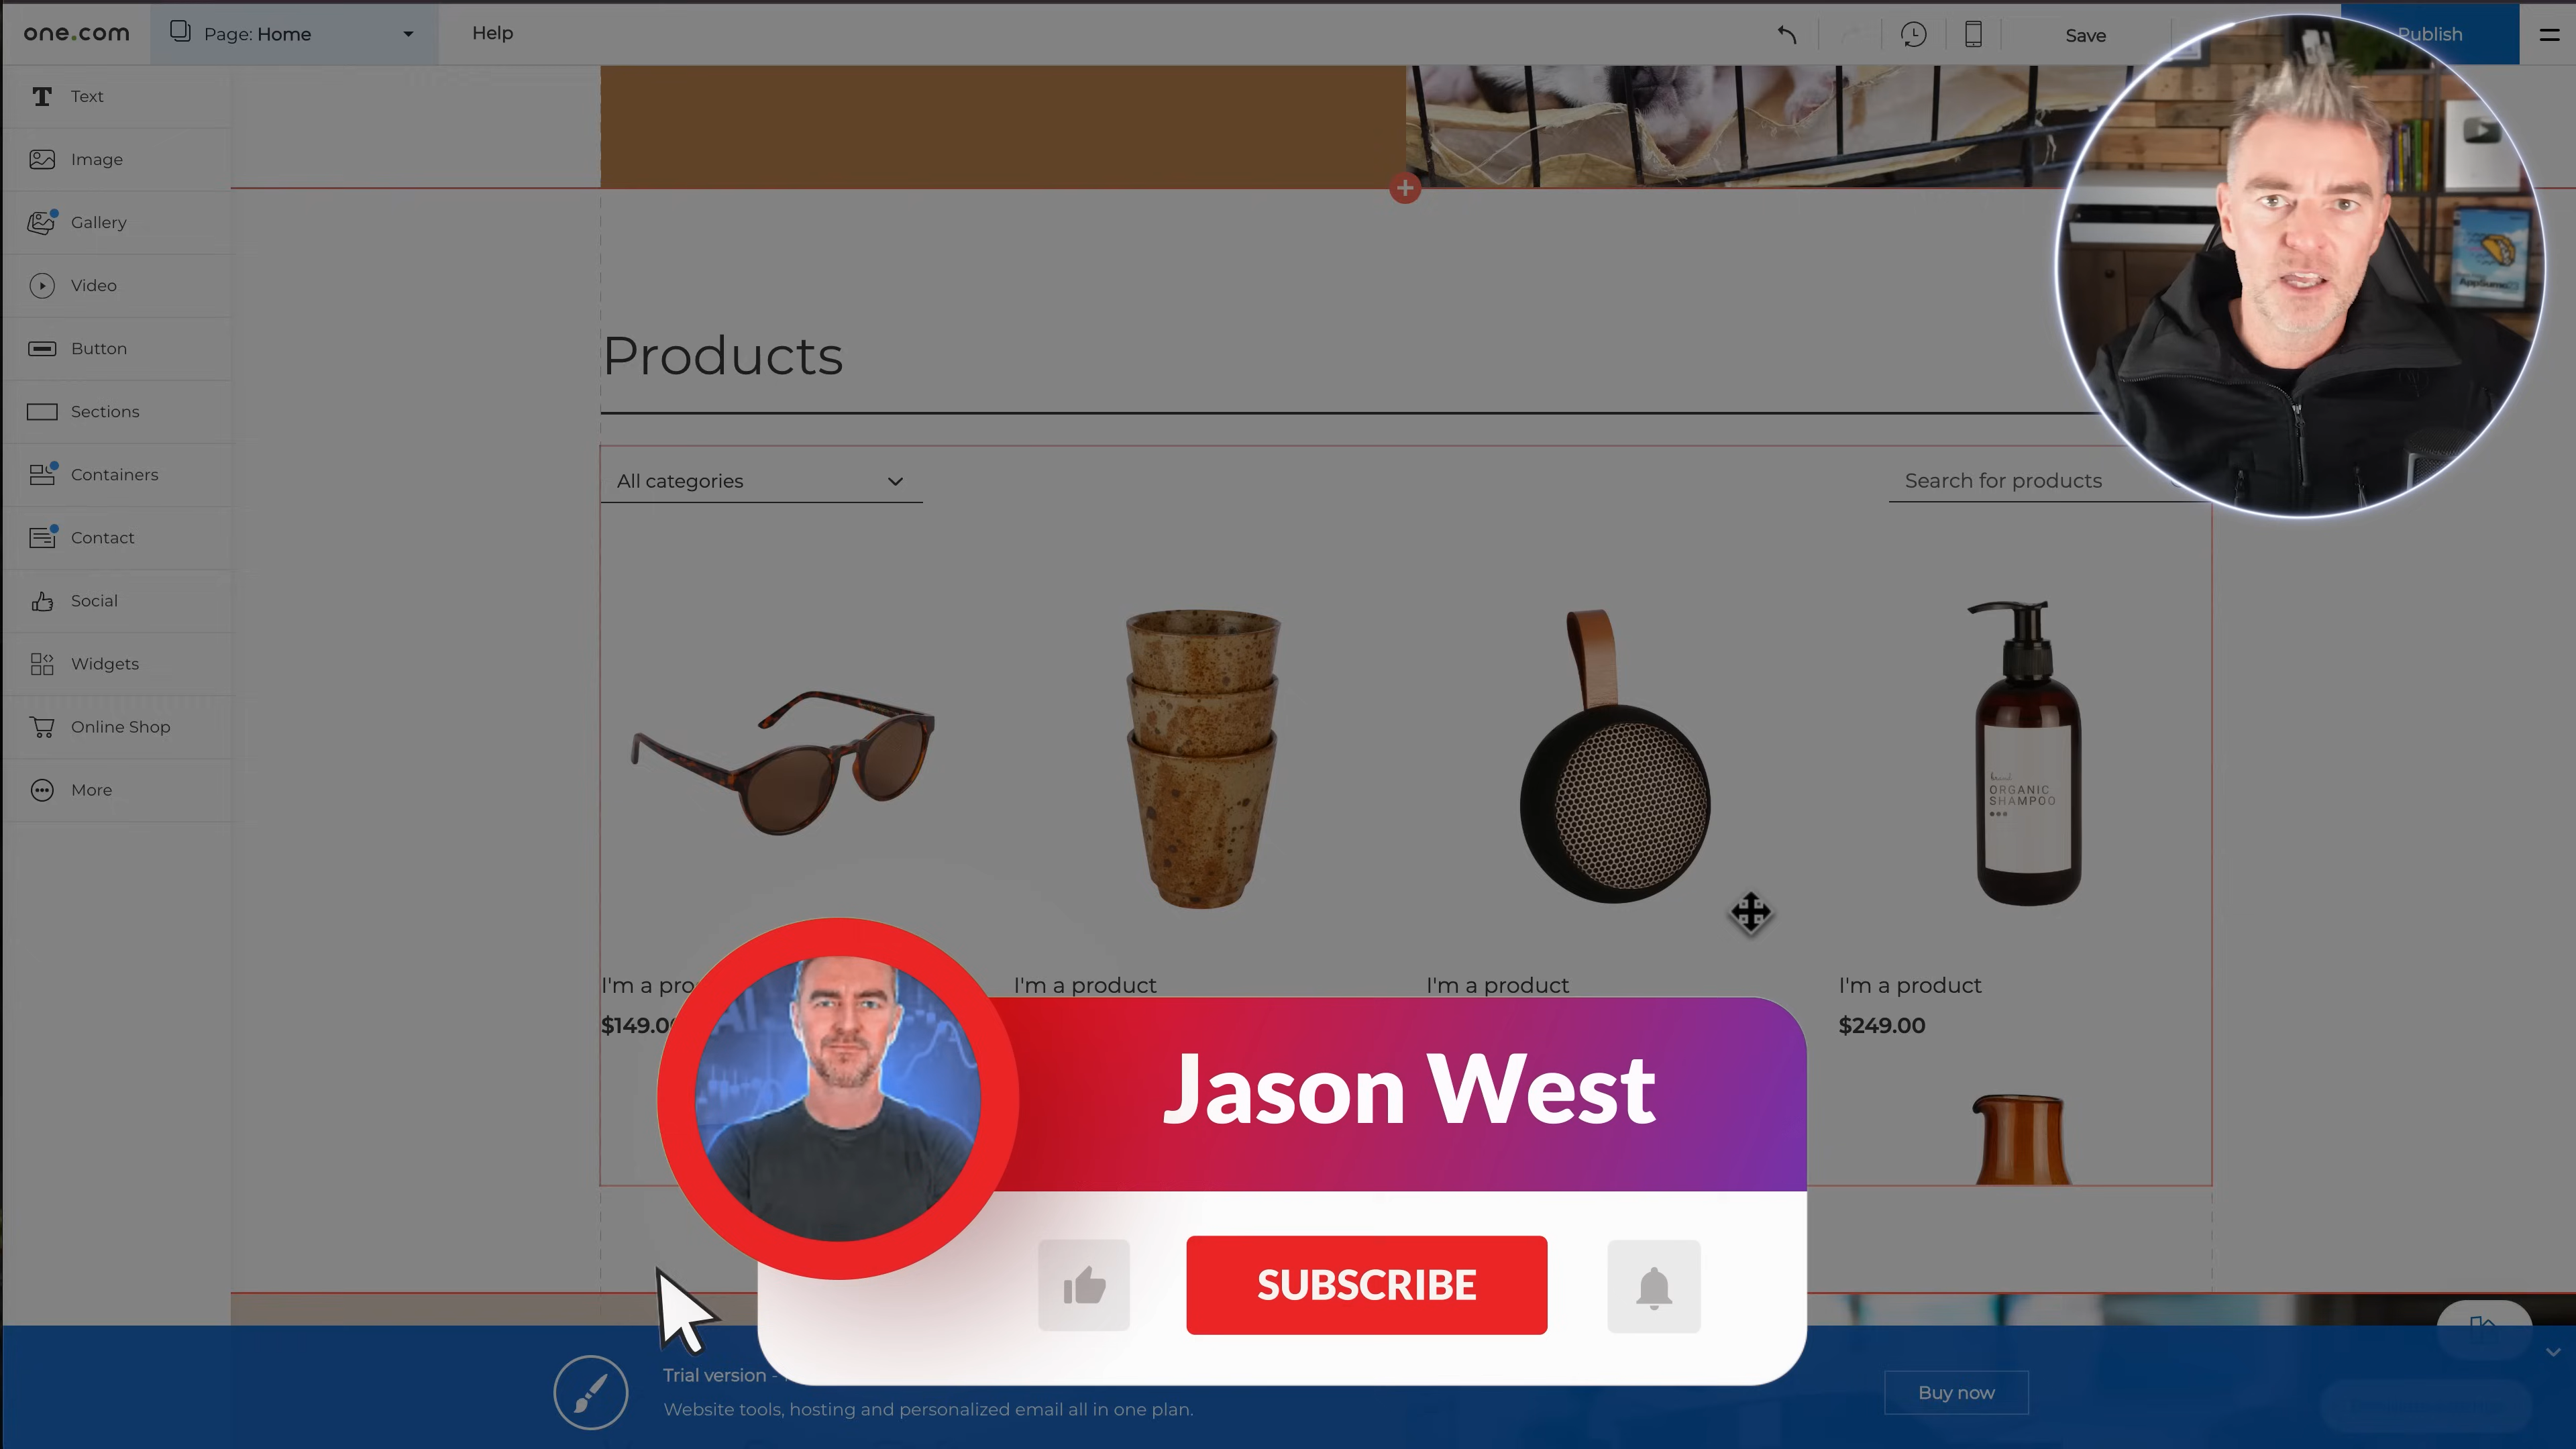 one.com
Page: Home
Help
Save
Publish
Text
Image
Gallery
Video
Button
Sections
Containers
Contact
Social
Widgets
Online Shop
More
Products
All categories
Search for products
AppSumo
ORGANIC
SHAMPOO
I'm a pro
I'm a product
I'm a product
I'm a product
$149.0
$249.00
Jason West
SUBSCRIBE
Trial version -
Website tools, hosting and personalized email all in one plan.
Buy now